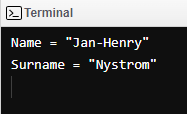 Terminal
Name = "Jan-Henry"
Surname = "Nystrom"